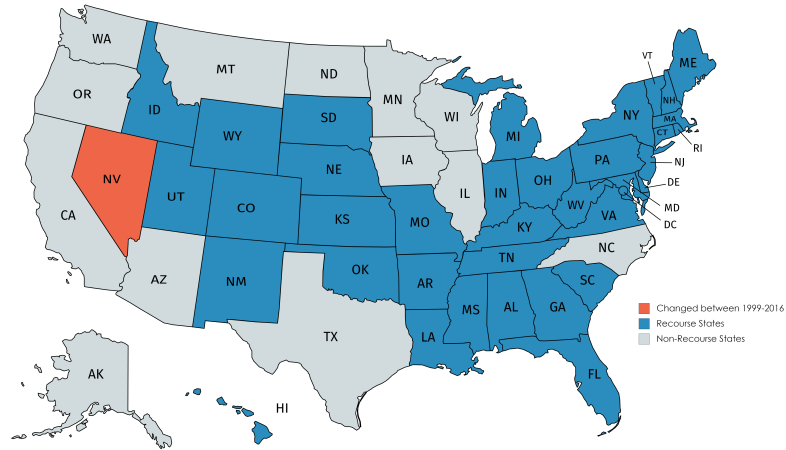 WA
MT
ND
MN
OR
ID
WY
SD
WI
MI
VT
ME
NY
NH
MA
CT
RI
NV
UT
CO
NE
IA
IL
IN
OH
PA
NJ
DE
MD
DC
CA
AZ
NM
KS
MO
KY
WV
VA
OK
AR
TN
NC
SC
TX
LA
MS
AL
GA
FL
AK
HI
Changed between 1999-2016
Recourse States
Non-Recourse States